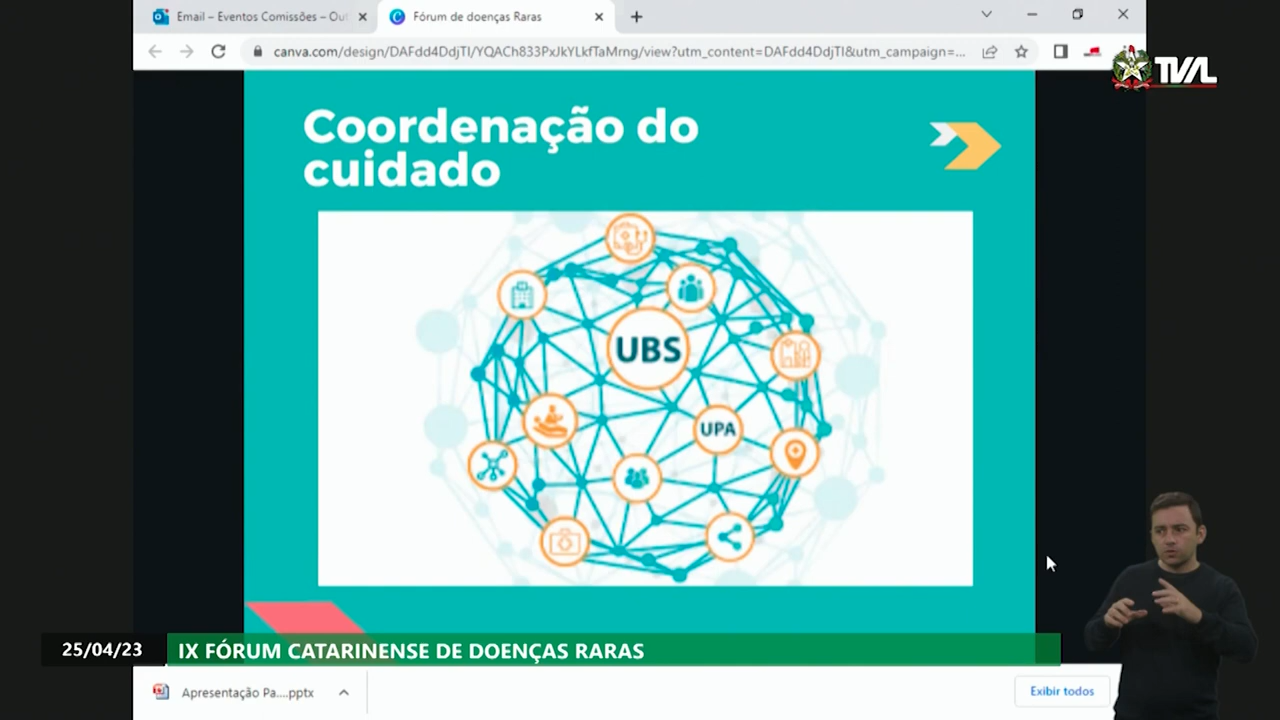 Email – Eventos Comissões – Out
Fórum de doenças Raras
canva.com/design/DAFdd4DdjTI/YQACh833PxJkYLkfTaMrng/view?utm_content=DAFdd4DdjTI&utm_campaign=...
TVAL
Coordenação do
cuidado
UBS
UPA
25/04/23
IX FÓRUM CATARINENSE DE DOENÇAS RARAS
Apresentação Pa....pptx
Exibir todos